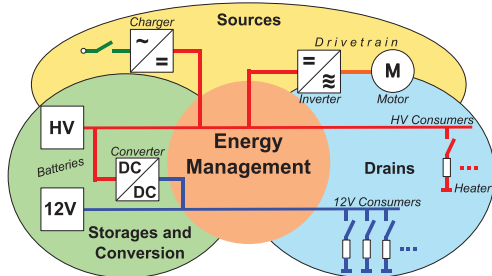 Sources
Charger
~
=
Drivetrain
=
≋
Inverter
M
Motor
HV
HV Consumers
Batteries
Energy
Management
Converter
DC
DC
Drains
Heater
12V
12V Consumers
Storages and
Conversion